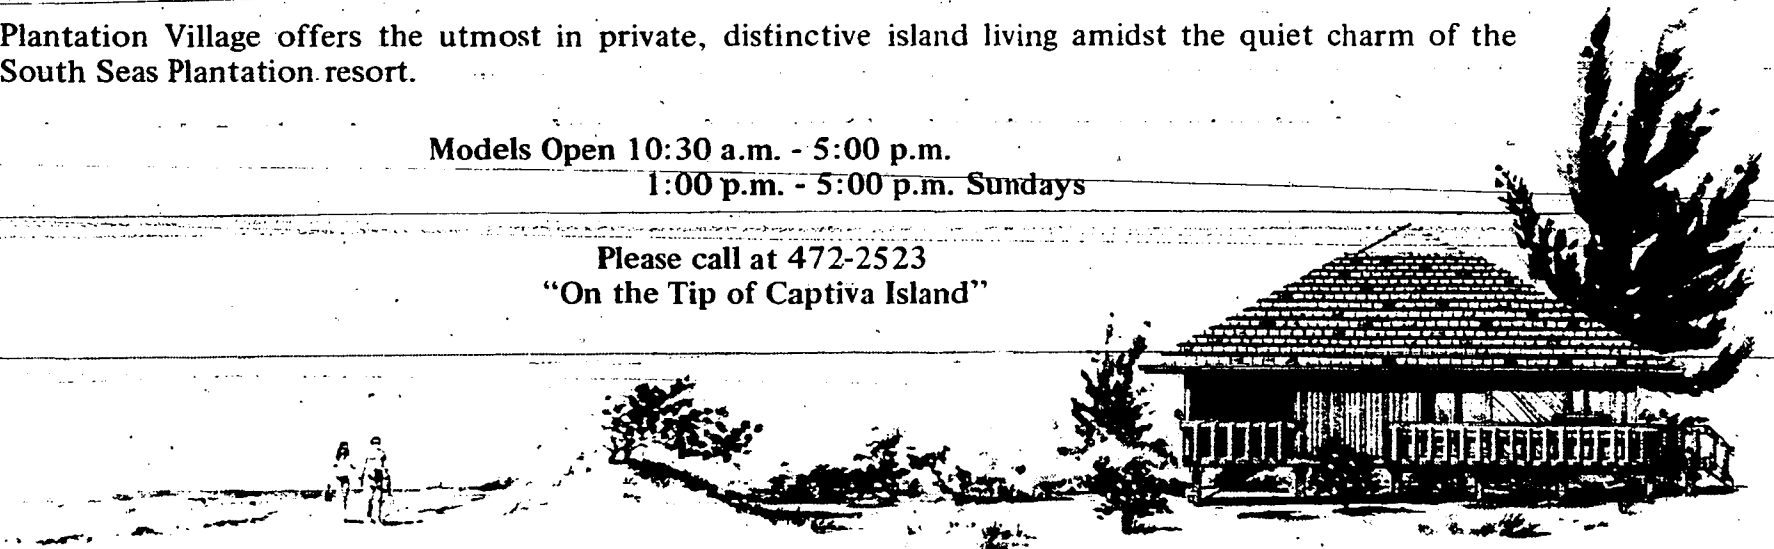 Plantation Village offers the utmost in private, distinctive island living amidst the quiet charm of the
South Seas Plantation resort.
Models Open 10:30 a.m. - 5:00 p.m.
1:00 p.m. - 5:00 p.m. Sundays
Please call at 472-2523
“On the Tip of Captiva Island”